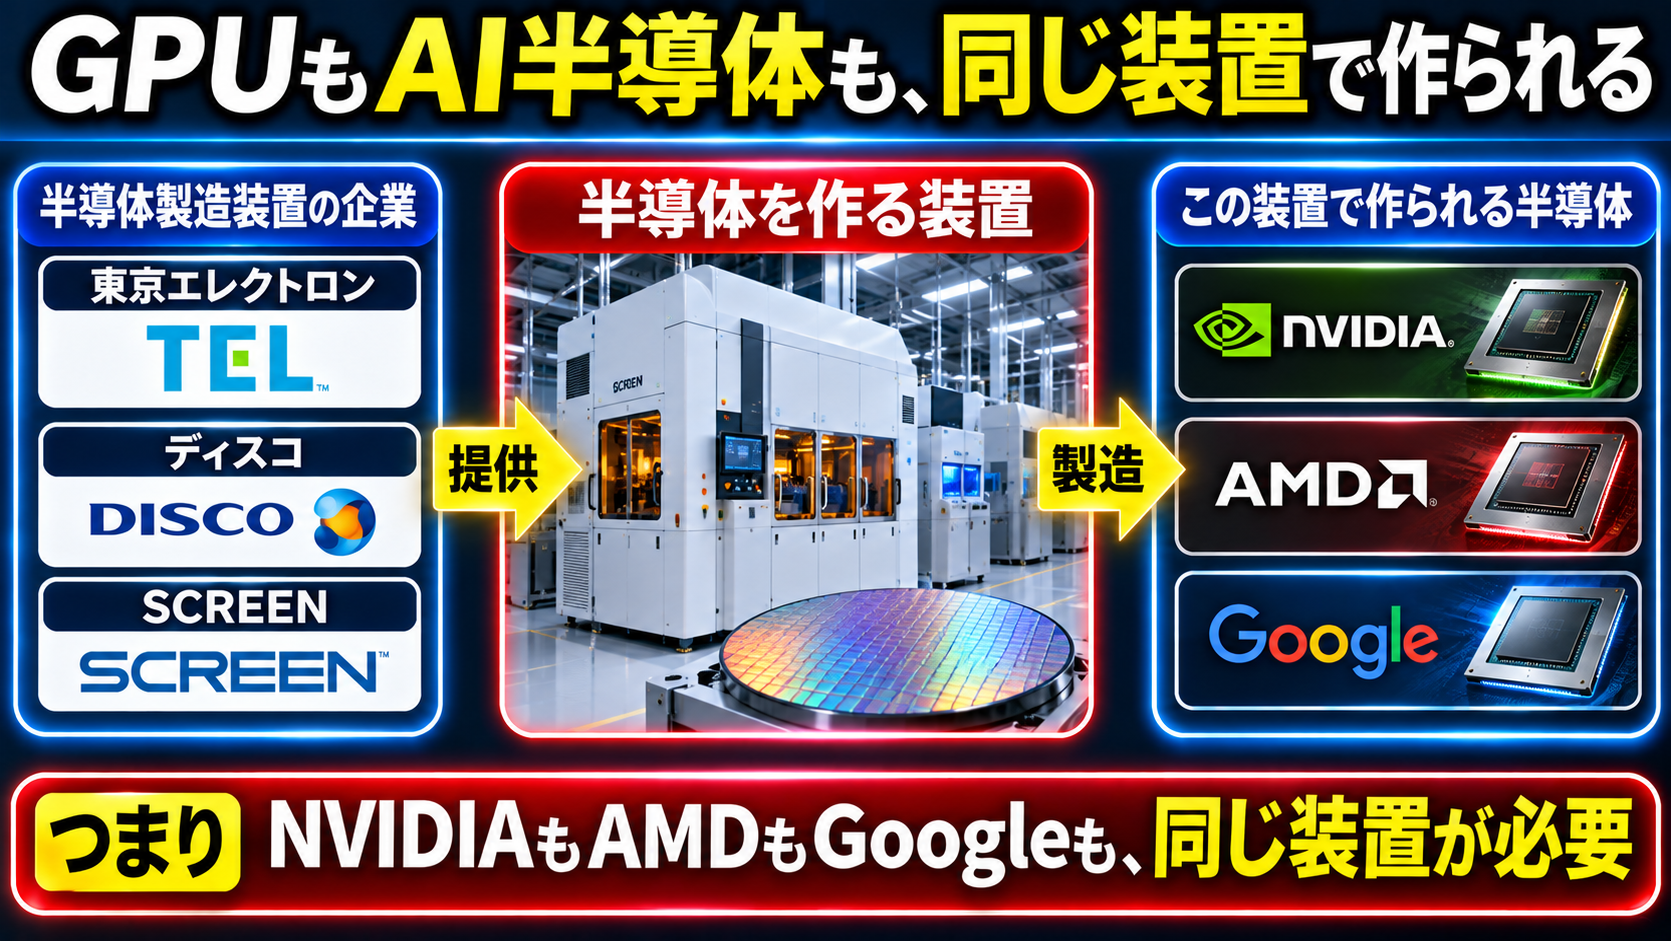 GPUもAI半導体も、同じ装置で作られる
半導体製造装置の企業
東京エレクトロン
TEL™
ディスコ
DISCO
SCREEN
SCREEN™
提供
半導体を作る装置
SCREEN
製造
この装置で作られる半導体
NVIDIA®
AMD®
Google
つまり NVIDIAもAMDもGoogleも、同じ装置が必要